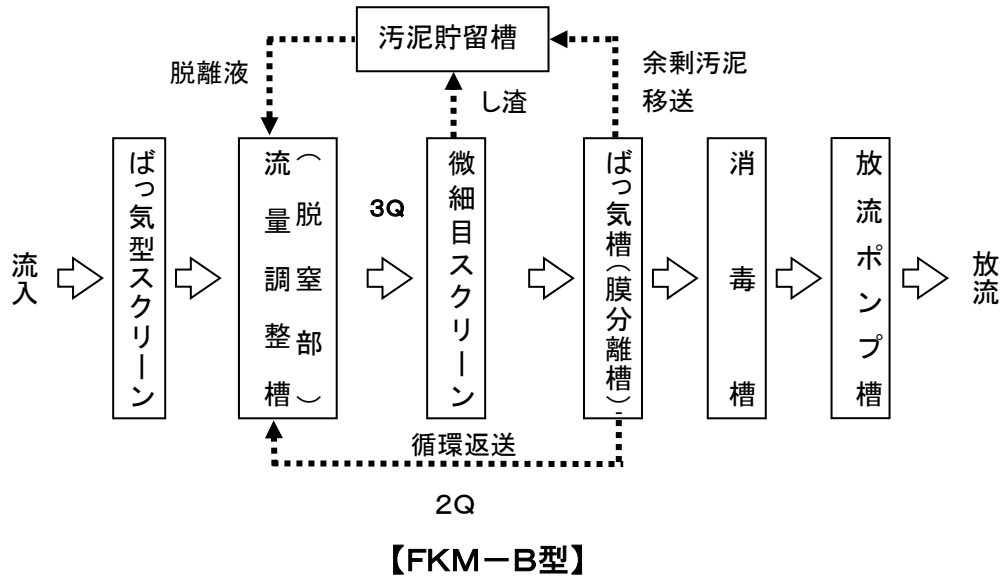 汚泥貯留槽
脱離液
し渣
余剰汚泥
移送
流入
ばっ気型スクリーン
流量調整槽
（脱窒部）
3Q
微細目スクリーン
ばっ気槽（膜分離槽）
消毒槽
放流ポンプ槽
放流
循環返送
2Q
【FKM－B型】